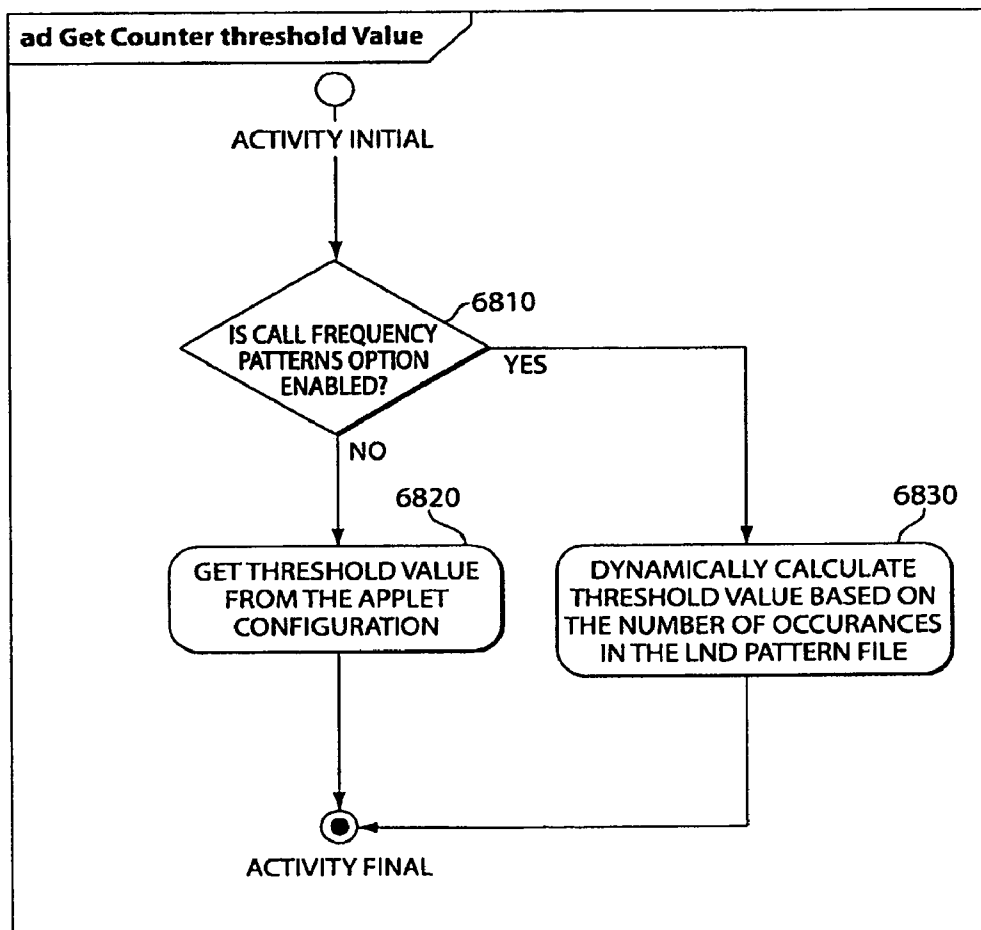 ad Get Counter threshold Value
ACTIVITY INITIAL
6810
IS CALL FREQUENCY
PATTERNS OPTION
ENABLED?
YES
NO
6820
GET THRESHOLD VALUE
FROM THE APPLET
CONFIGURATION
6830
DYNAMICALLY CALCULATE
THRESHOLD VALUE BASED ON
THE NUMBER OF OCCURANCES
IN THE LND PATTERN FILE
ACTIVITY FINAL